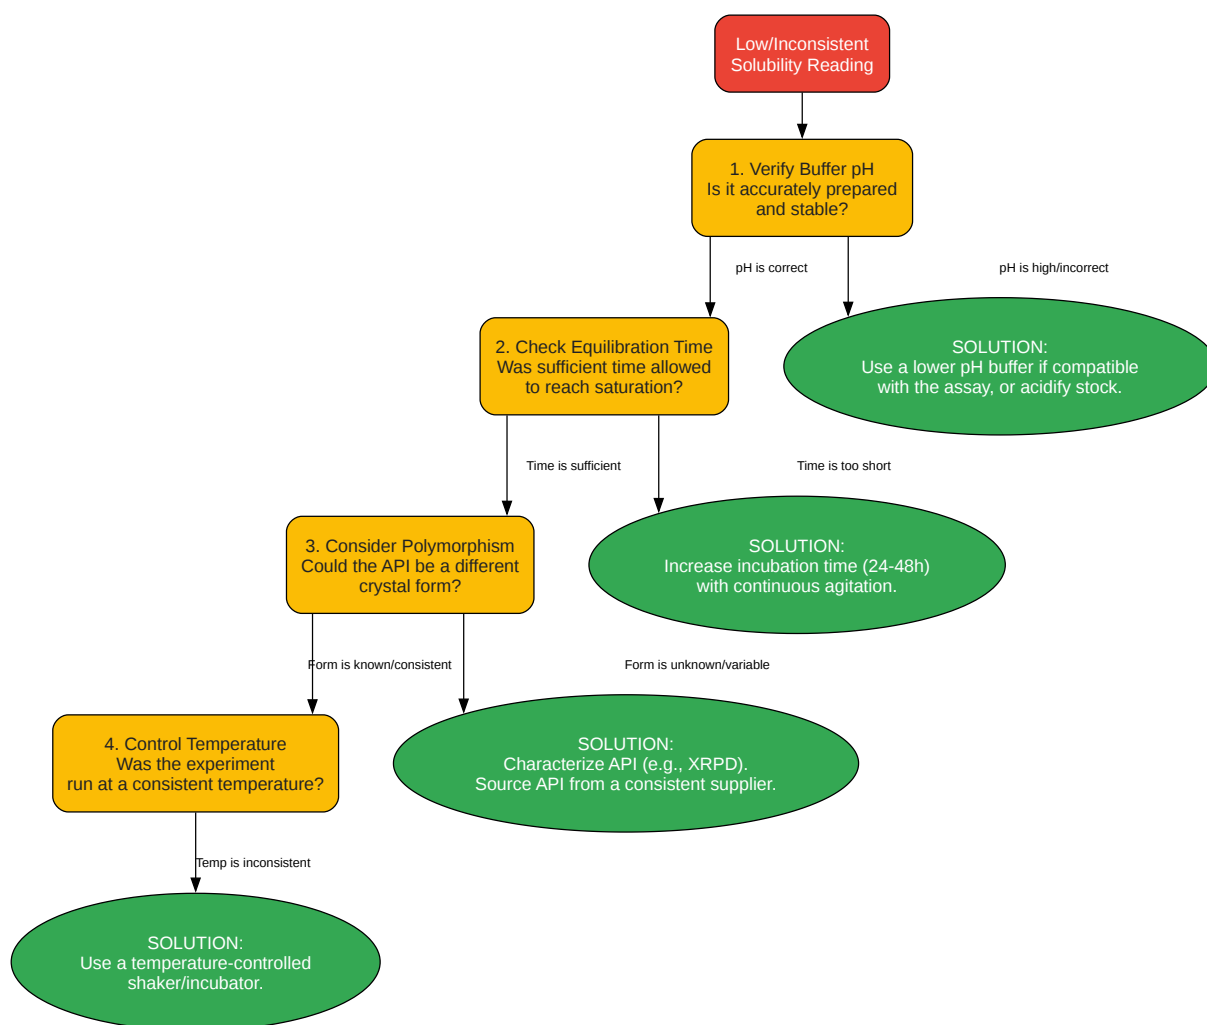 Low/Inconsistent
Solubility Reading
1. Verify Buffer pH
Is it accurately prepared
and stable?
pH is correct
pH is high/incorrect
2. Check Equilibration Time
Was sufficient time allowed
to reach saturation?
SOLUTION:
Use a lower pH buffer if compatible
with the assay, or acidify stock.
Time is sufficient
Time is too short
3. Consider Polymorphism
Could the API be a different
crystal form?
SOLUTION:
Increase incubation time (24-48h)
with continuous agitation.
Form is known/consistent
Form is unknown/variable
4. Control Temperature
Was the experiment
run at a consistent temperature?
SOLUTION:
Characterize API (e.g., XRPD).
Source API from a consistent supplier.
Temp is inconsistent
SOLUTION:
Use a temperature-controlled
shaker/incubator.